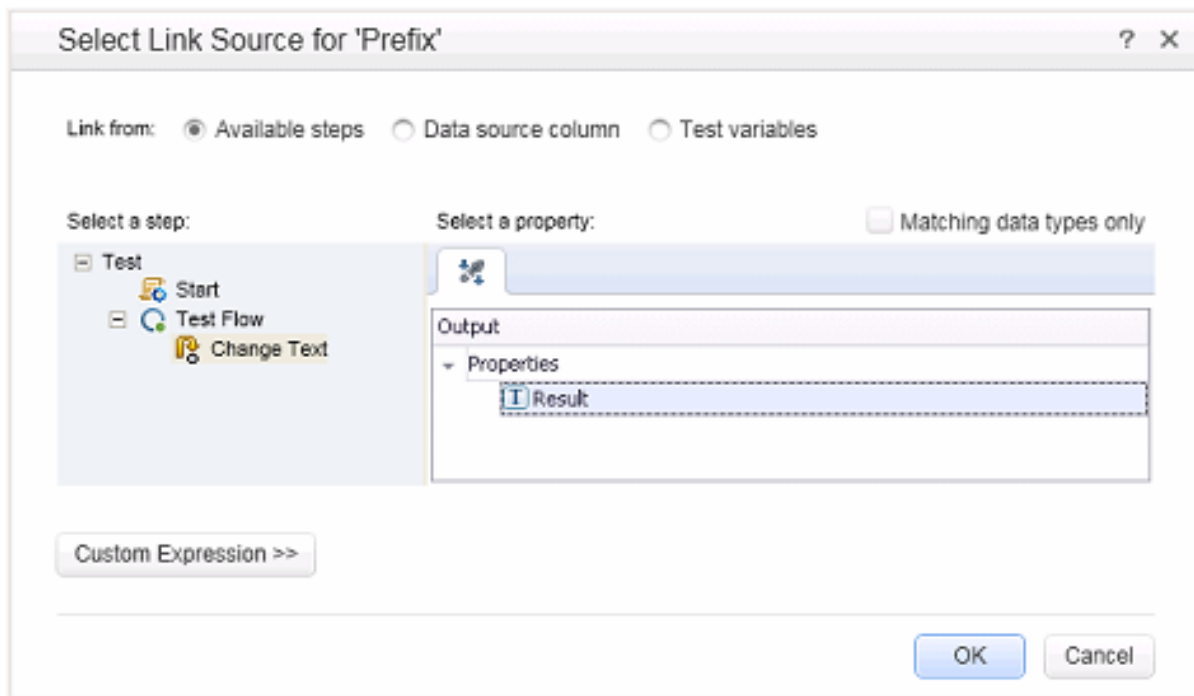 Select Link Source for 'Prefix'
? ×
Link from: Available steps Data source column Test variables
Select a step:
Select a property:
Matching data types only
Test
Start
Test Flow
Change Text
Output
Properties
T Result
Custom Expression >>
OK
Cancel